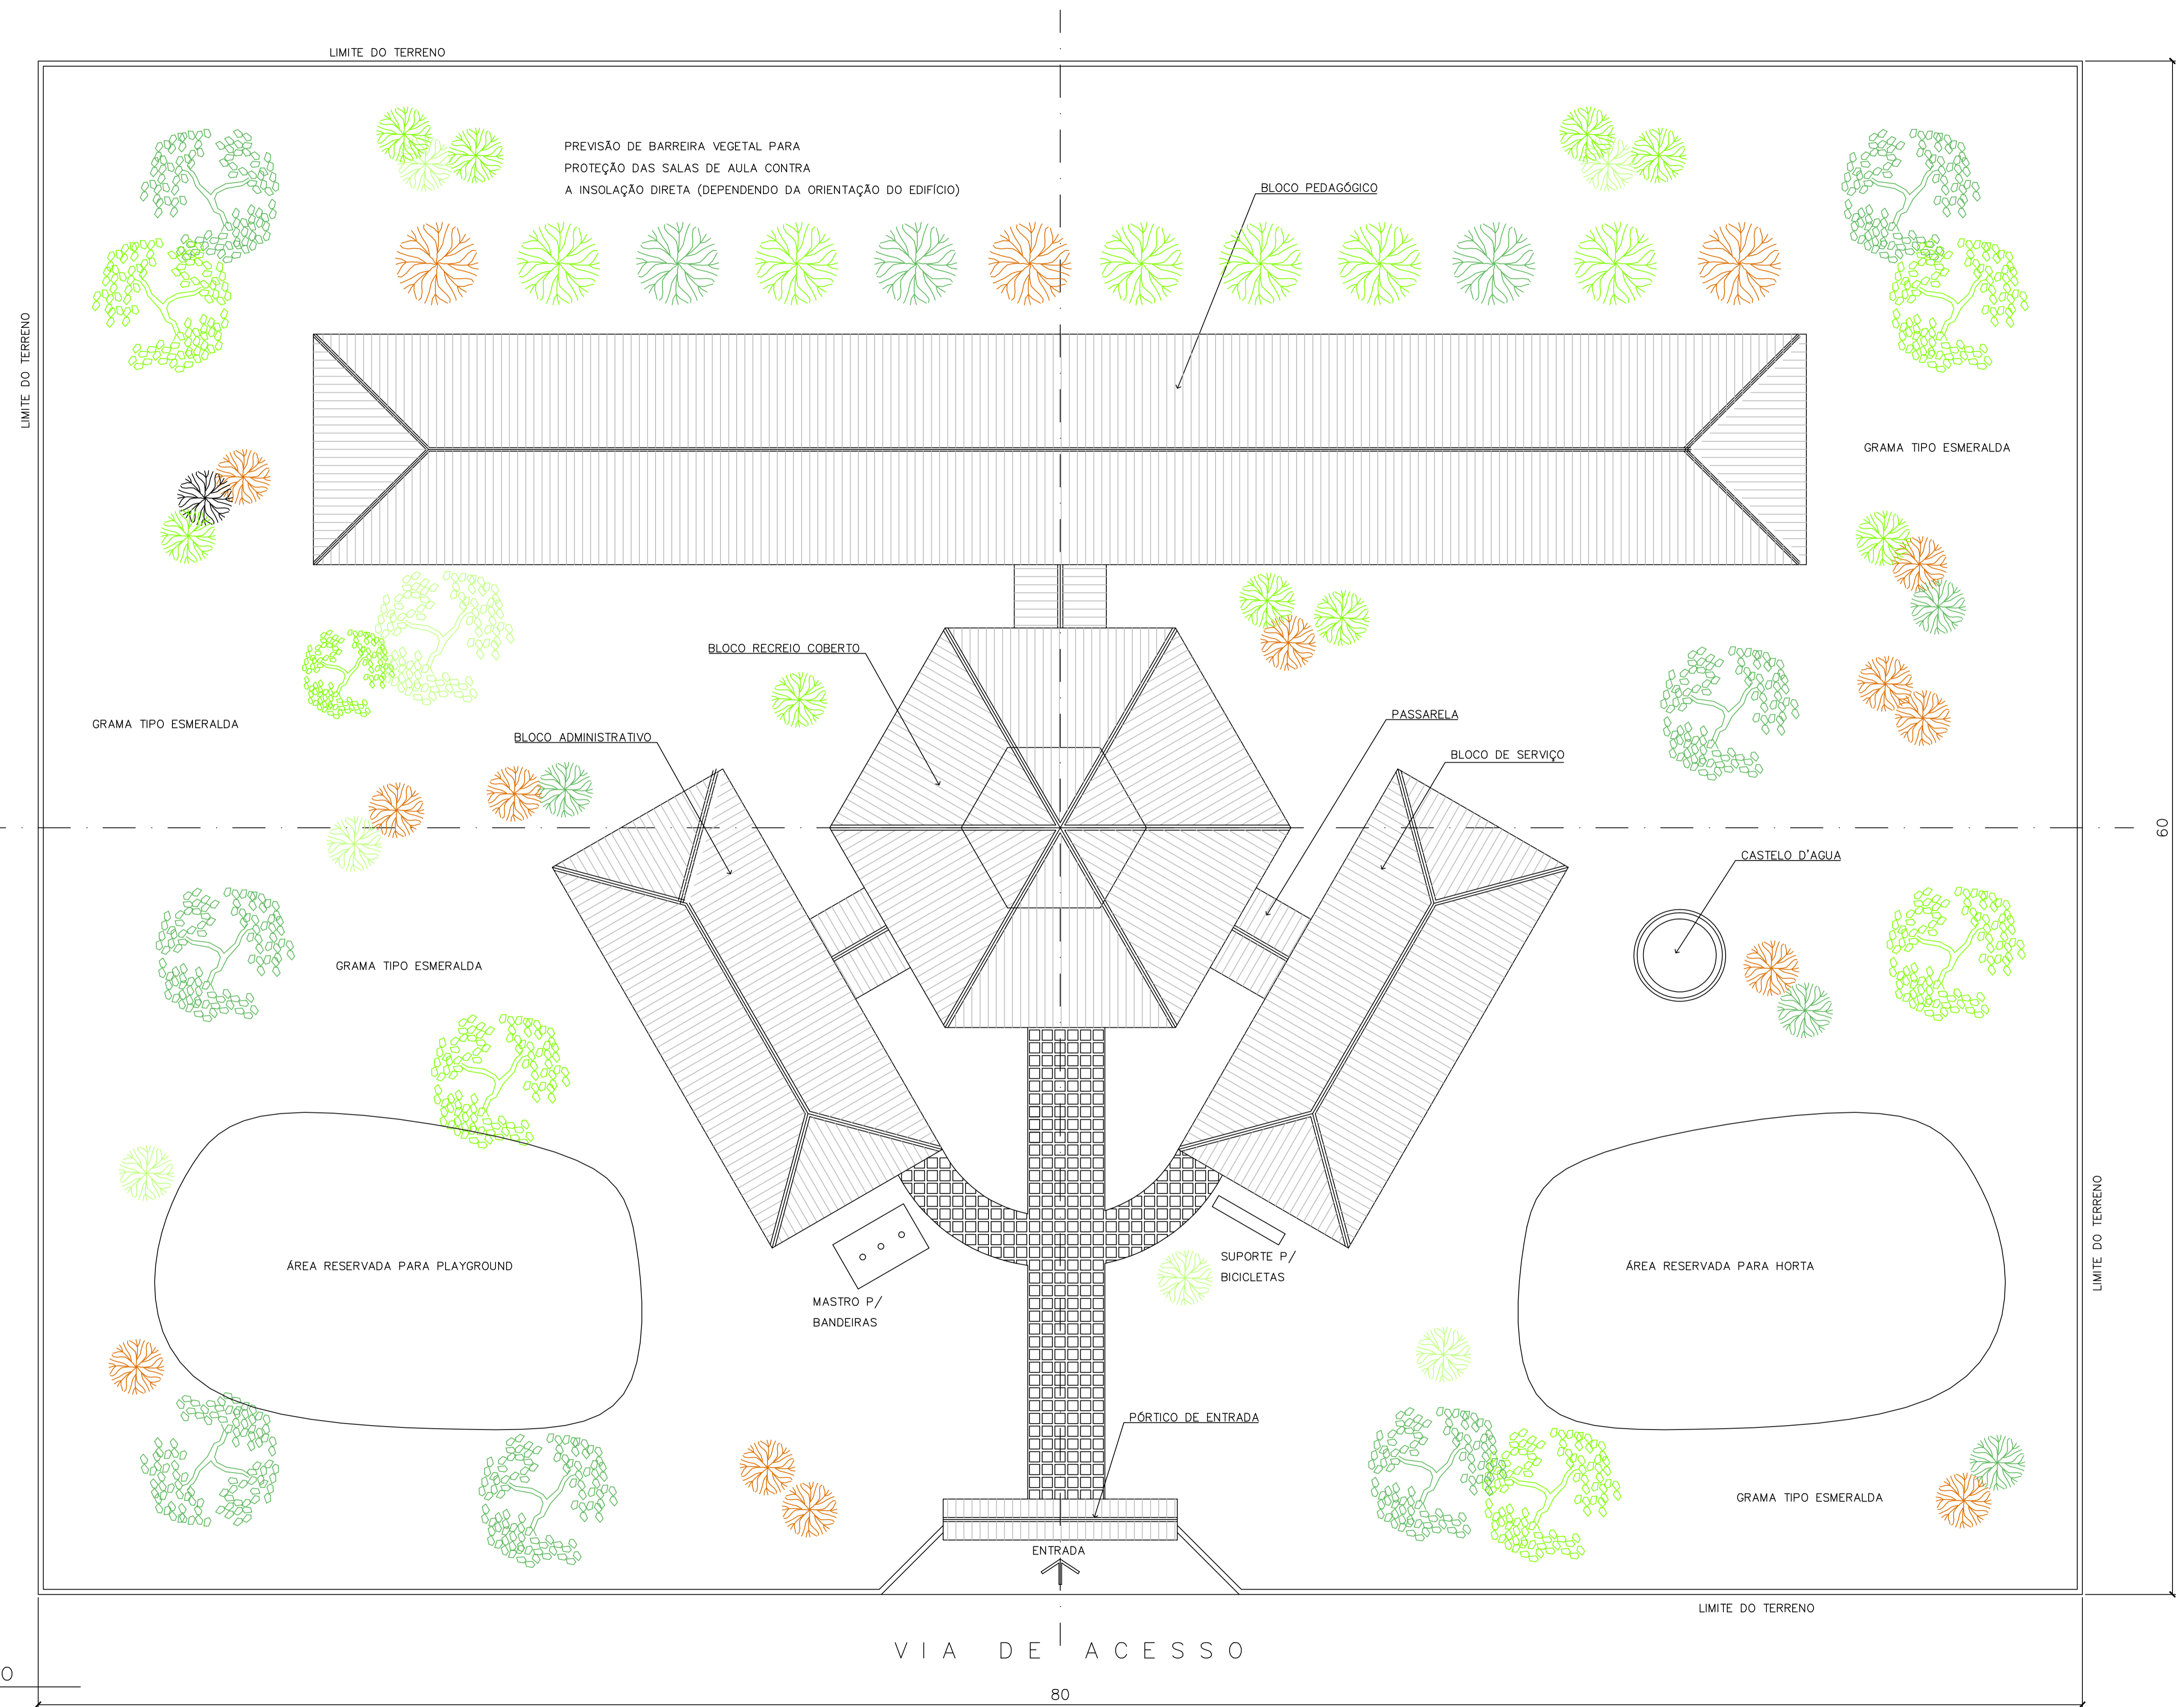 LIMITE DO TERRENO
PREVISÃO DE BARREIRA VEGETAL PARA
PROTEÇÃO DAS SALAS DE AULA CONTRA
A INSOLAÇÃO DIRETA (DEPENDENDO DA ORIENTAÇÃO DO EDIFÍCIO)
BLOCO PEDAGÓGICO
LIMITE DO TERRENO
GRAMA TIPO ESMERALDA
BLOCO RECREIO COBERTO
PASSARELA
GRAMA TIPO ESMERALDA
BLOCO ADMINISTRATIVO
BLOCO DE SERVIÇO
60
CASTELO D'AGUA
GRAMA TIPO ESMERALDA
LIMITE DO TERRENO
ÁREA RESERVADA PARA PLAYGROUND
SUPORTE P/
BICICLETAS
ÁREA RESERVADA PARA HORTA
MASTRO P/
BANDEIRAS
PÓRTICO DE ENTRADA
GRAMA TIPO ESMERALDA
ENTRADA
LIMITE DO TERRENO
VIA DE ACESSO
80